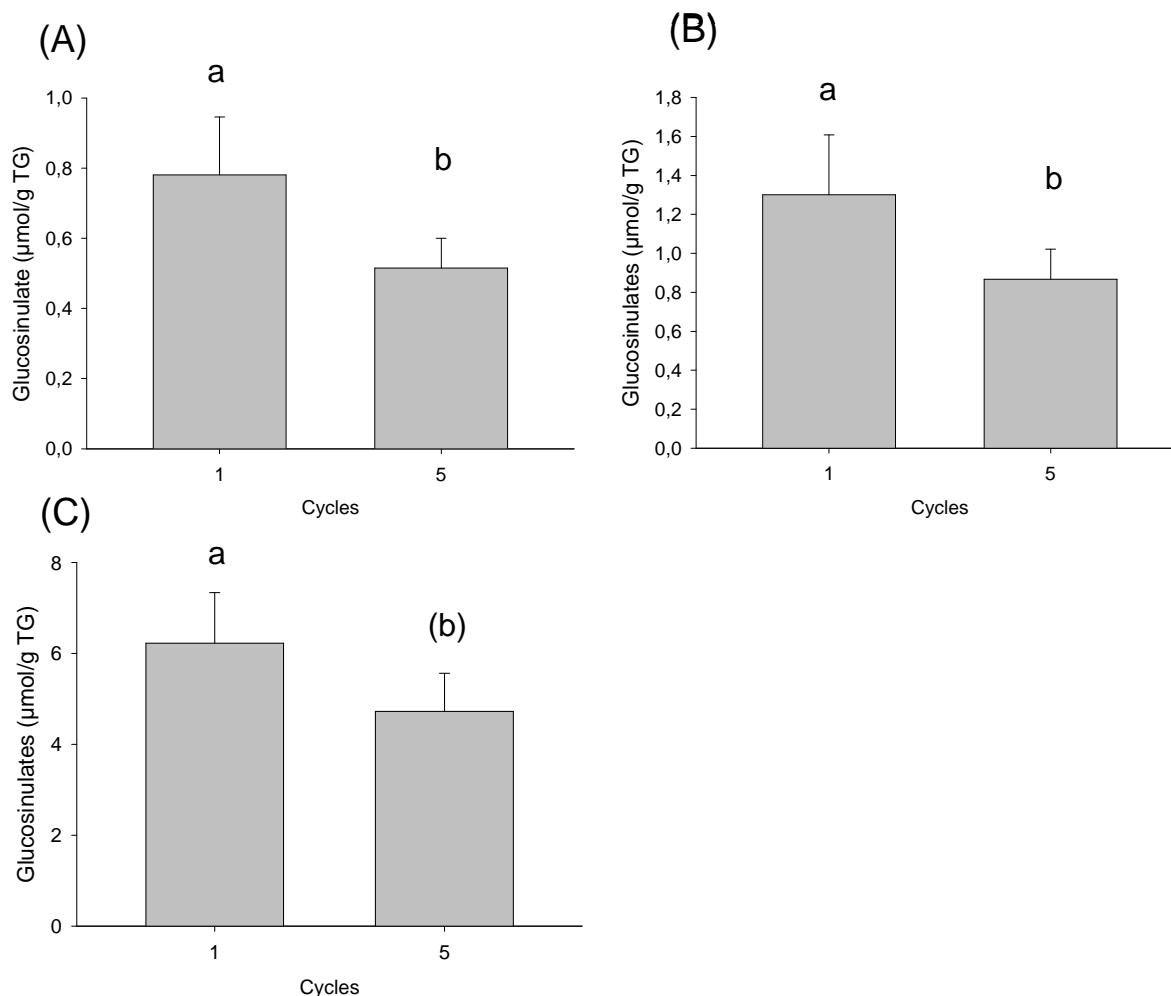 (A)
a
b
1,0
0,8
0,6
0,4
0,2
0,0
Glucosinulate (µmol/g TG)
1
5
Cycles
(B)
a
b
1,8
1,6
1,4
1,2
1,0
0,8
0,6
0,4
0,2
0,0
Glucosinulates (µmol/g TG)
1
5
Cycles
(C)
a
(b)
8
6
4
2
0
Glucosinulates (µmol/g TG)
1
5
Cycles